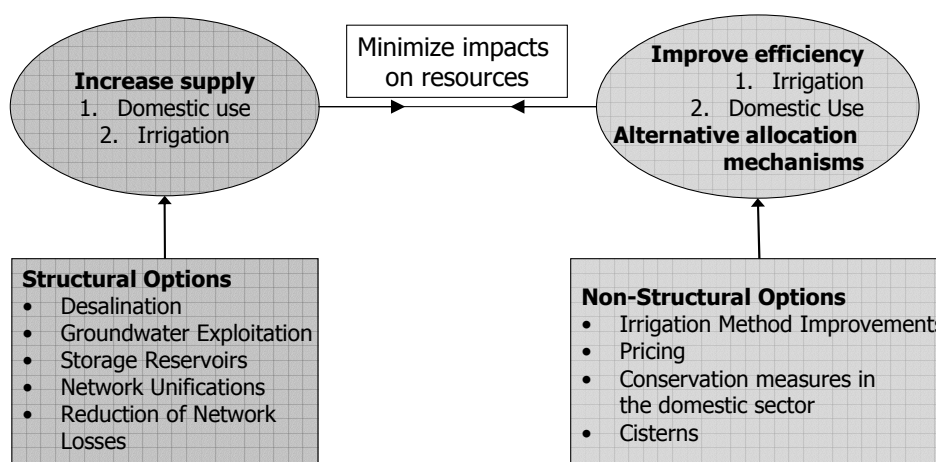 Minimize impacts
on resources
Increase supply
1. Domestic use
2. Irrigation
Improve efficiency
1. Irrigation
2. Domestic Use
Alternative allocation
mechanisms
Structural Options
• Desalination
• Groundwater Exploitation
• Storage Reservoirs
• Network Unifications
• Reduction of Network
Losses
Non-Structural Options
• Irrigation Method Improvements
• Pricing
• Conservation measures in
the domestic sector
• Cisterns